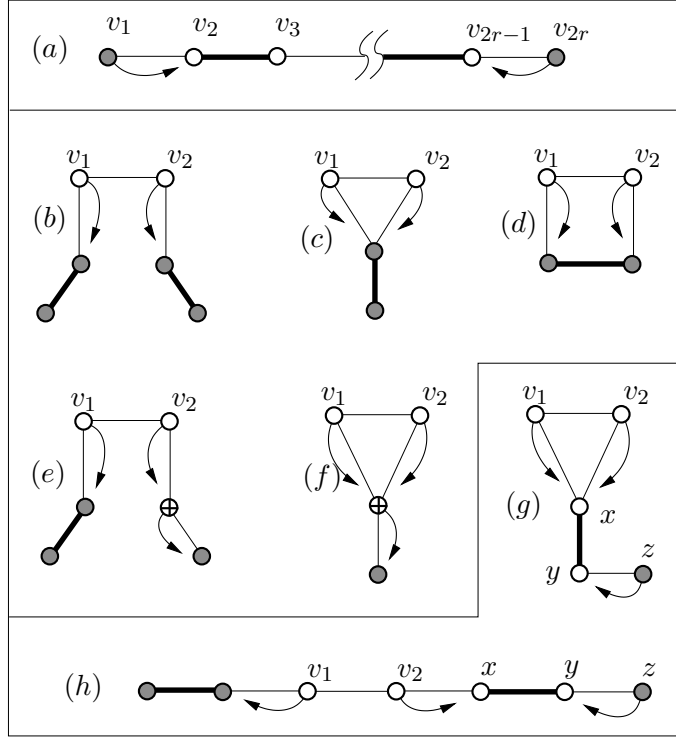 (a) v₁ v₂ v₃ v₂ᵣ₋₁ v₂ᵣ
(b) v₁ v₂
(c) v₁ v₂
(d) v₁ v₂
(e) v₁ v₂
(f) v₁ v₂
(g) v₁ v₂ x y z
(h) v₁ v₂ x y z